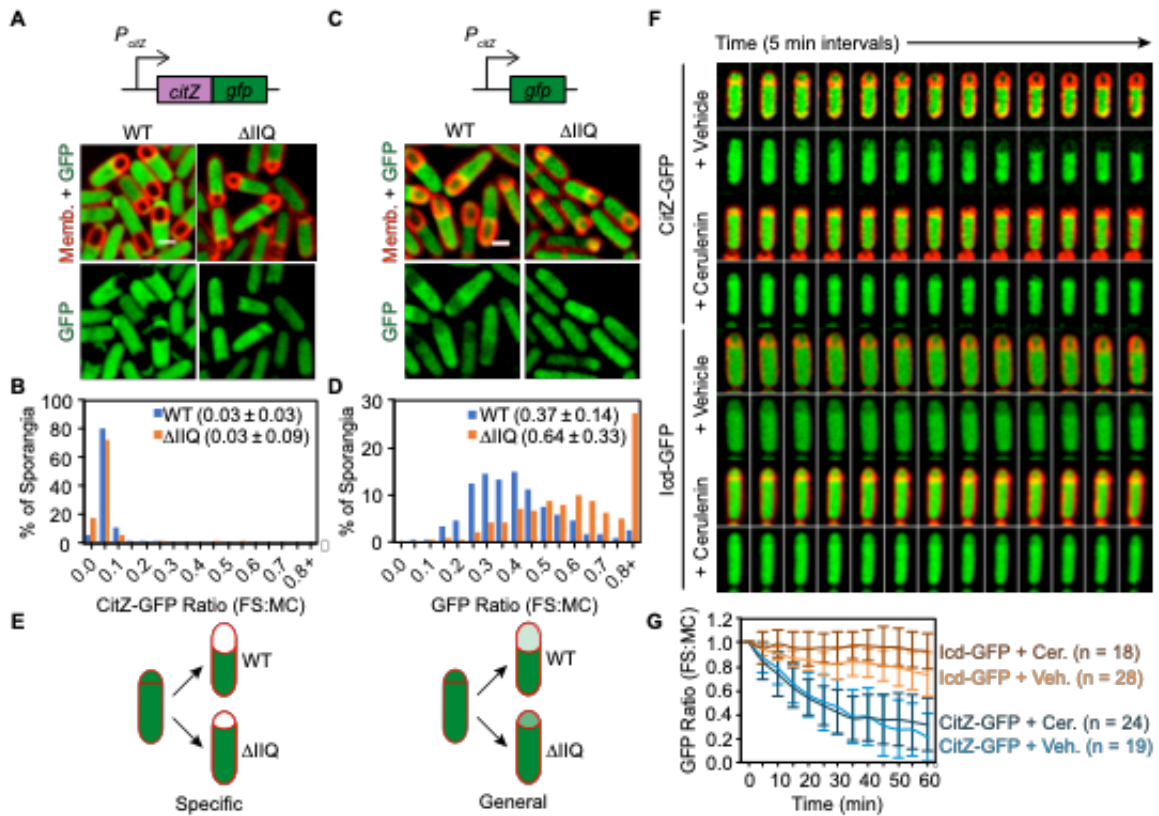 A
P citZ
citZ gfp
WT ΔIIQ
Memb. + GFP
GFP
B
100
80
60
40
20
0
% of Sporangia
WT (0.03 ± 0.03)
ΔIIQ (0.03 ± 0.09)
0.0 0.1 0.2 0.3 0.4 0.5 0.6 0.7 0.8+
CitZ-GFP Ratio (FS:MC)
C
P citZ
gfp
WT ΔIIQ
Memb. + GFP
GFP
D
30
20
10
0
% of Sporangia
WT (0.37 ± 0.14)
ΔIIQ (0.64 ± 0.33)
0.0 0.1 0.2 0.3 0.4 0.5 0.6 0.7 0.8+
GFP Ratio (FS:MC)
E
WT
ΔIIQ
Specific
WT
ΔIIQ
General
F
Time (5 min intervals)
CitZ-GFP
+ Vehicle
+ Cerulenin
Icd-GFP
+ Vehicle
+ Cerulenin
G
GFP Ratio (FS:MC)
1.2
1.0
0.8
0.6
0.4
0.2
0.0
0 10 20 30 40 50 60
Time (min)
Icd-GFP + Cer. (n = 18)
Icd-GFP + Veh. (n = 28)
CitZ-GFP + Cer. (n = 24)
CitZ-GFP + Veh. (n = 19)